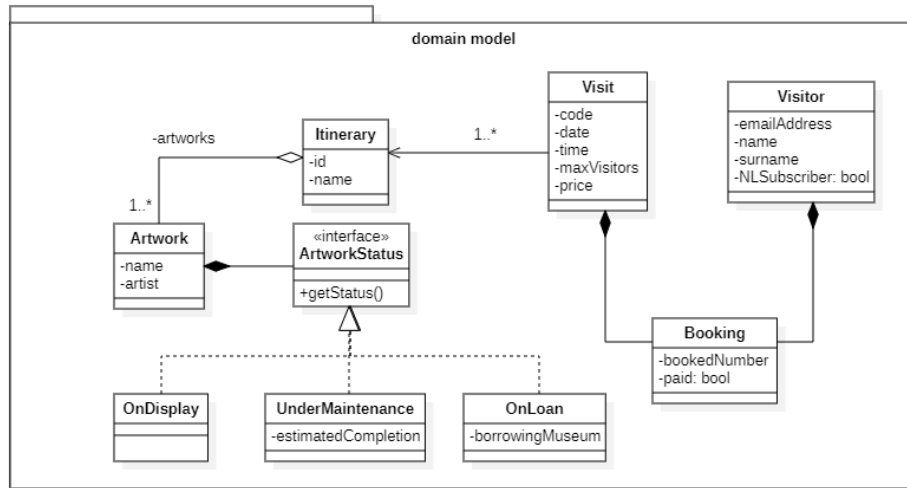 domain model
Visit
-code
-date
-time
-maxVisitors
-price
Visitor
-emailAddress
-name
-surname
-NLSubscriber: bool
Itinerary
-id
-name
1..*
-artworks
1..*
Artwork
-name
-artist
«interface»
ArtworkStatus
+getStatus()
Booking
-bookedNumber
-paid: bool
OnDisplay
UnderMaintenance
-estimatedCompletion
OnLoan
-borrowingMuseum